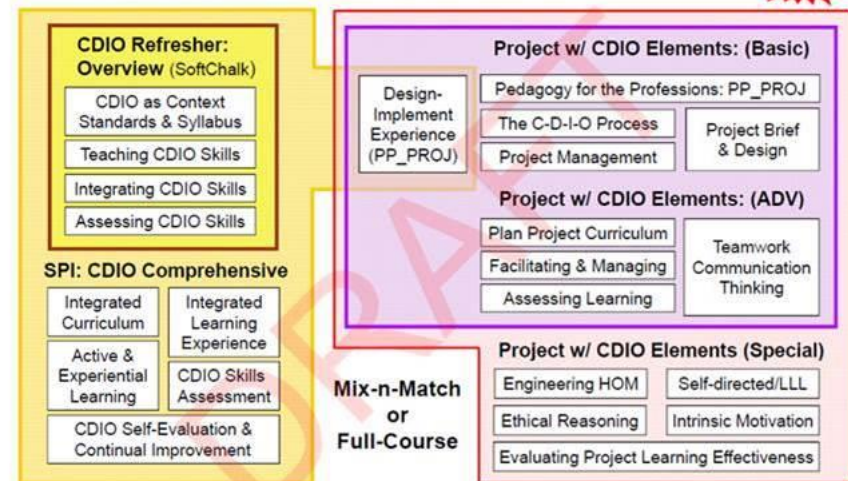 CDIO Refresher:
Overview (SoftChalk)
CDIO as Context
Standards & Syllabus
Teaching CDIO Skills
Integrating CDIO Skills
Assessing CDIO Skills
SPI: CDIO Comprehensive
Integrated
Curriculum
Integrated
Learning
Experience
Active &
Experiential
Learning
CDIO Skills
Assessment
CDIO Self-Evaluation &
Continual Improvement
Design-
Implement
Experience
(PP_PROJ)
Project w/ CDIO Elements: (Basic)
Pedagogy for the Professions: PP_PROJ
The C-D-I-O Process
Project Management
Project Brief
& Design
Project w/ CDIO Elements: (ADV)
Plan Project Curriculum
Facilitating & Managing
Assessing Learning
Teamwork
Communication
Thinking
Mix-n-Match
or
Full-Course
Project w/ CDIO Elements (Special)
Engineering HOM
Self-directed/LLL
Ethical Reasoning
Intrinsic Motivation
Evaluating Project Learning Effectiveness
DRAFT